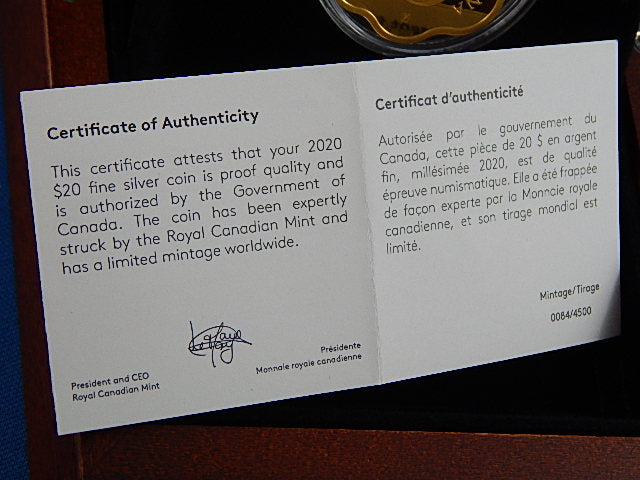 Certificate of Authenticity
This certificate attests that your 2020
$20 fine silver coin is proof quality and
is authorized by the Government of
Canada. The coin has been expertly
struck by the Royal Canadian Mint and
has a limited mintage worldwide.
President and CEO
Royal Canadian Mint
Présidente
Monnaie royale canadienne
Certificat d'authenticité
Autorisée par le gouvernement du
Canada, cette pièce de 20 $ en argent
fin, millésimée 2020, est de qualité
épreuve numismatique. Elle a été frappée
de façon experte par la Monnaie royale
canadienne, et son tirage mondial est
limité.
Mintage/Tirage
0084/4500